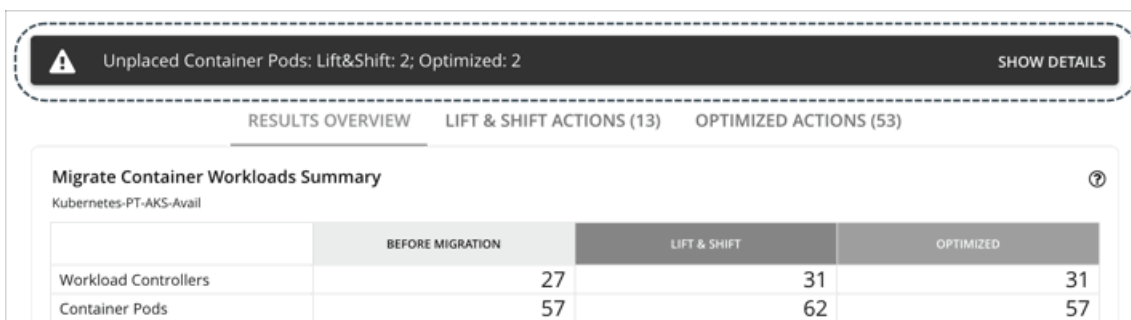 Unplaced Container Pods: Lift&Shift: 2; Optimized: 2 SHOW DETAILS
RESULTS OVERVIEW LIFT & SHIFT ACTIONS (13) OPTIMIZED ACTIONS (53)
Migrate Container Workloads Summary
Kubernetes-PT-AKS-Avail
BEFORE MIGRATION LIFT & SHIFT OPTIMIZED
Workload Controllers 27 31 31
Container Pods 57 62 57